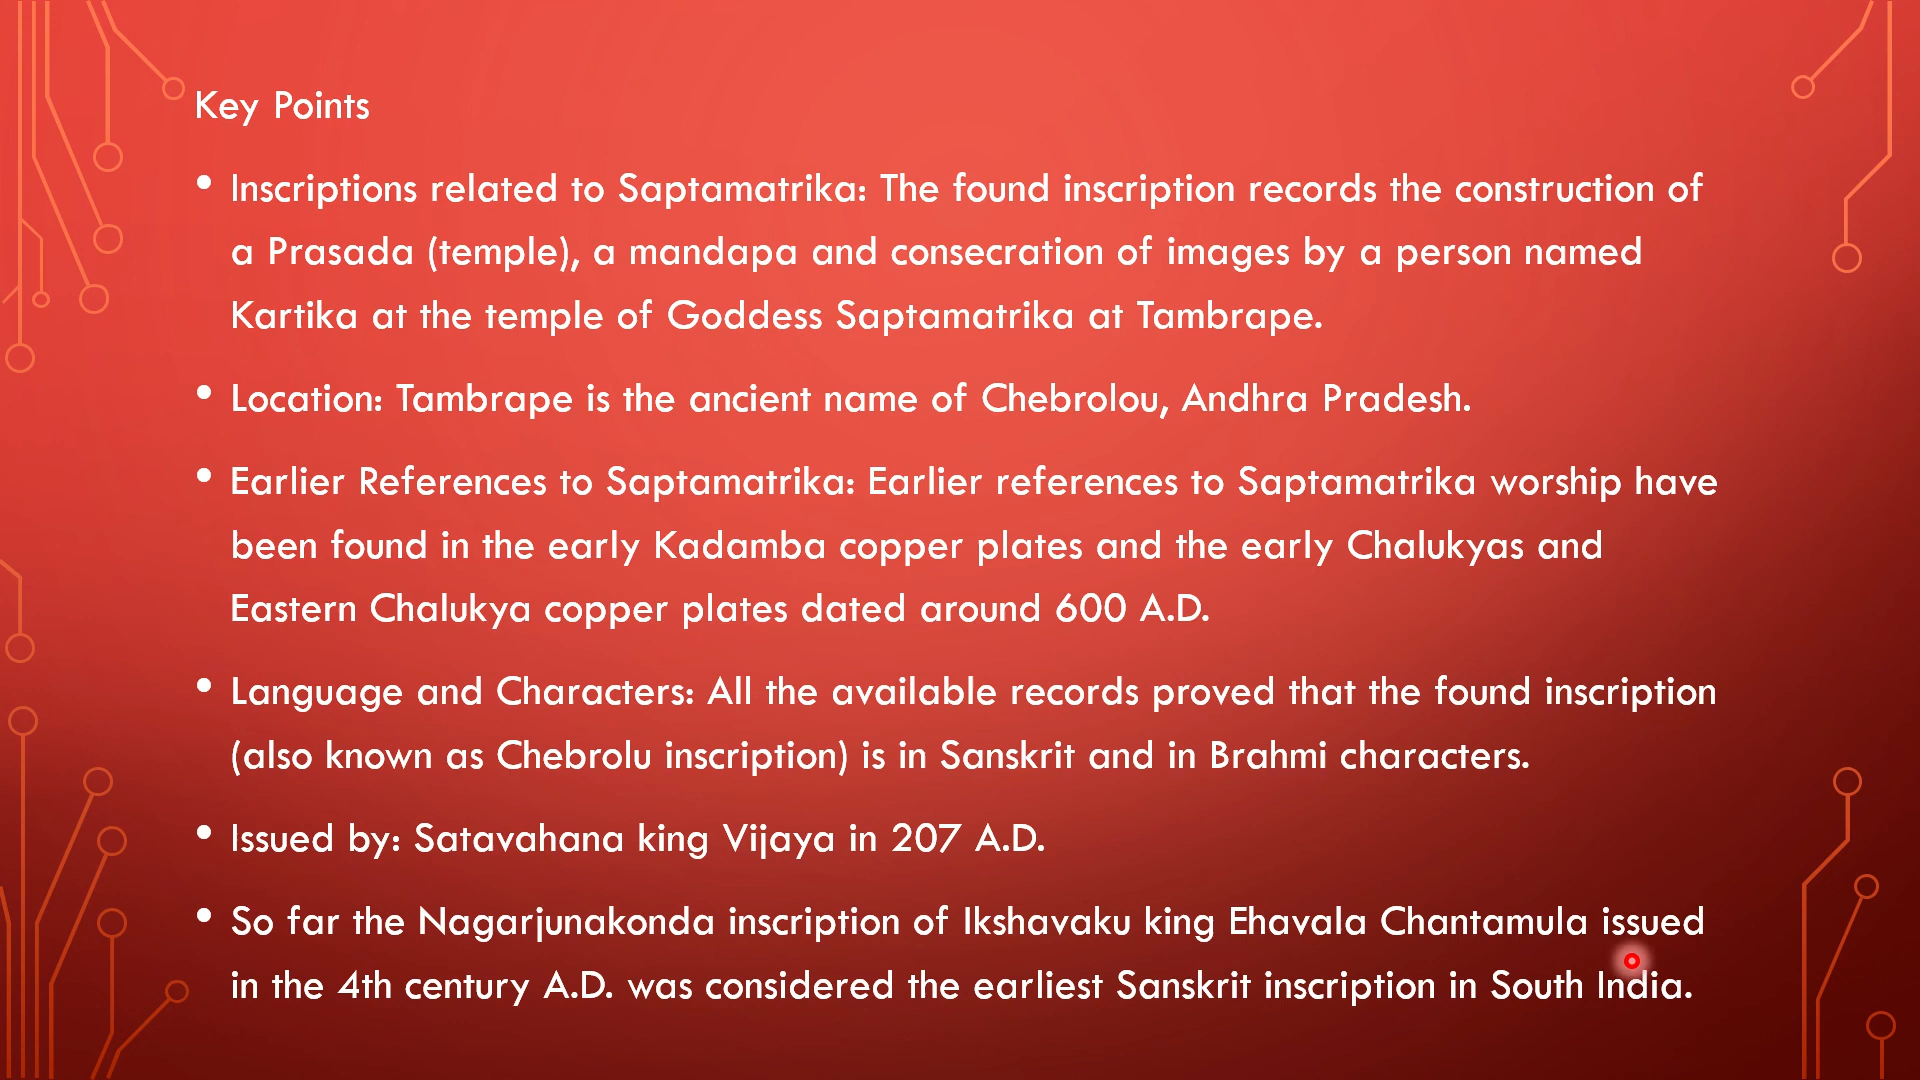 Key Points
• Inscriptions related to Saptamatrika: The found inscription records the construction of
a Prasada (temple), a mandapa and consecration of images by a person named
Kartika at the temple of Goddess Saptamatrika at Tambrape.
• Location: Tambrape is the ancient name of Chebrolou, Andhra Pradesh.
• Earlier References to Saptamatrika: Earlier references to Saptamatrika worship have
been found in the early Kadamba copper plates and the early Chalukyas and
Eastern Chalukya copper plates dated around 600 A.D.
• Language and Characters: All the available records proved that the found inscription
(also known as Chebrolu inscription) is in Sanskrit and in Brahmi characters.
• Issued by: Satavahana king Vijaya in 207 A.D.
• So far the Nagarjunakonda inscription of Ikshavaku king Ehavala Chantamula issued
in the 4th century A.D. was considered the earliest Sanskrit inscription in South India.